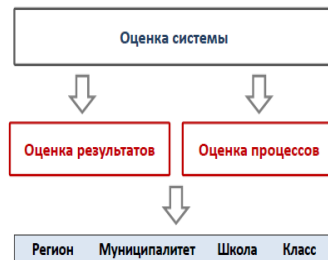 Оценка системы
Оценка результатов Оценка процессов
Регион Муниципалитет Школа Класс